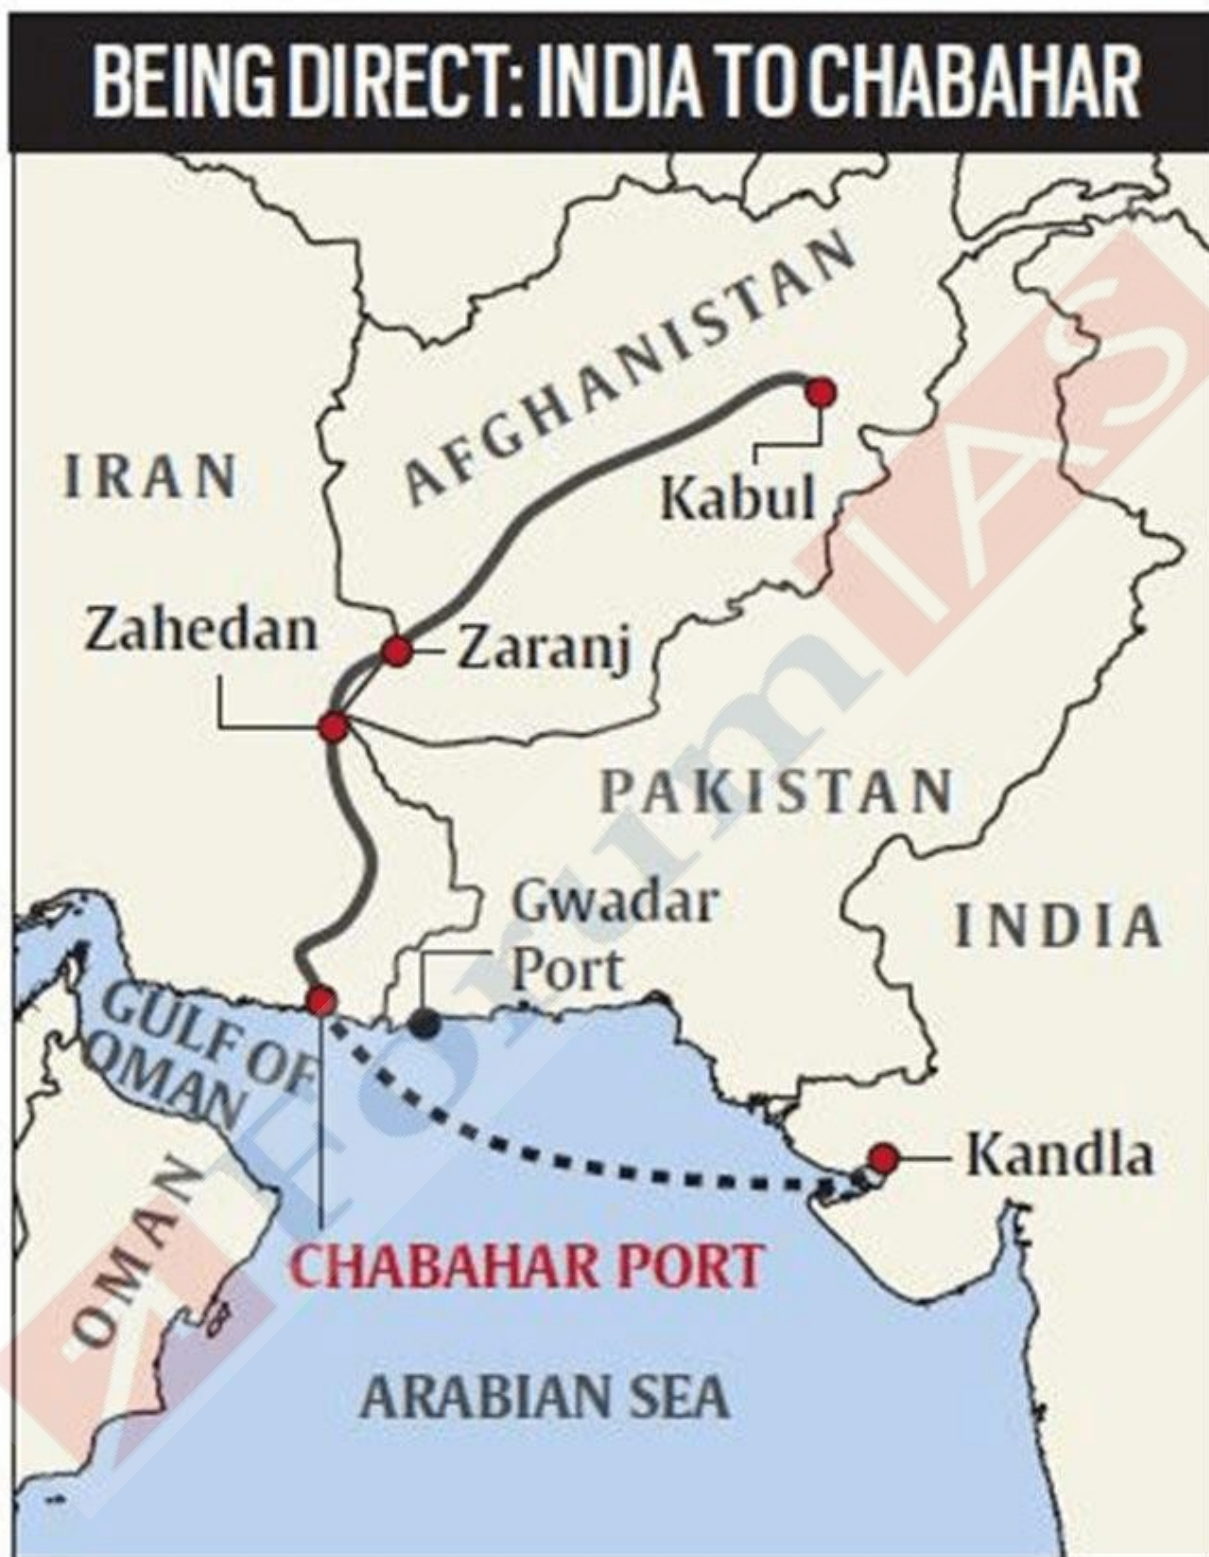 BEING DIRECT: INDIA TO CHABAHAR
AFGHANISTAN
IRAN
Kabul
Zahedan
Zaranj
PAKISTAN
Gwadar
Port
INDIA
GULF OF
OMAN
Kandla
OMAN
CHABAHAR PORT
ARABIAN SEA
ForumIAS